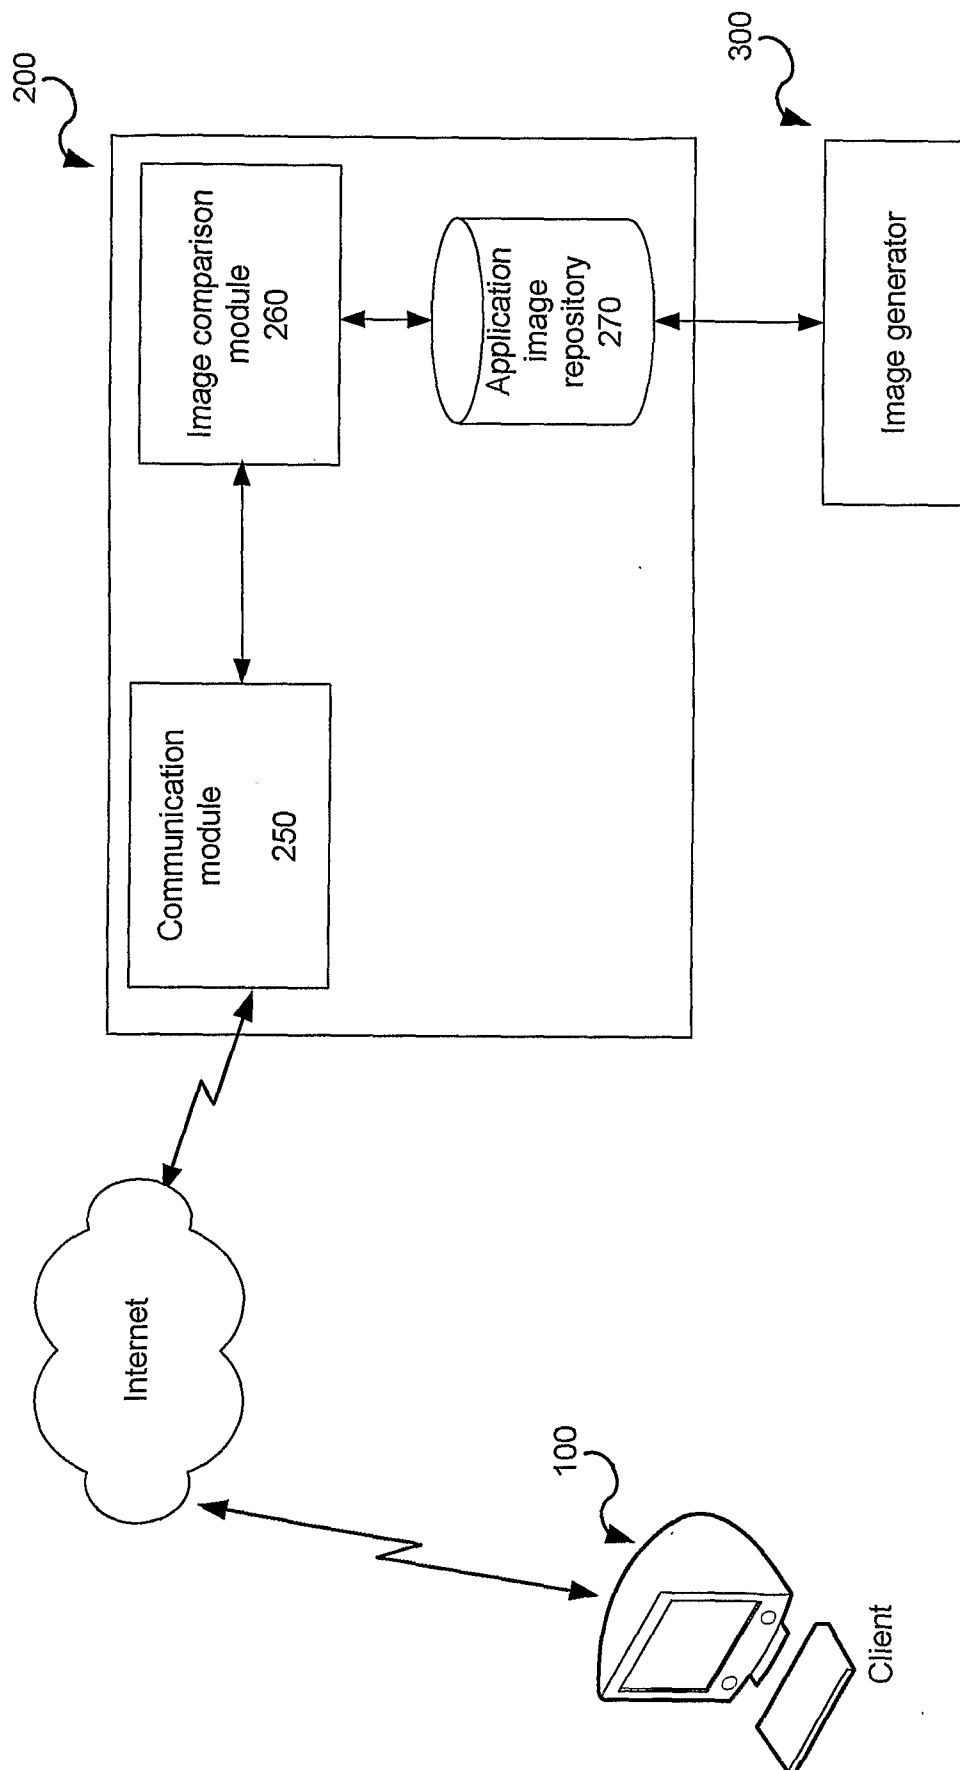 200
Image comparison
module
260
Communication
module
250
Application
image
repository
270
300
Image generator
Internet
100
Client